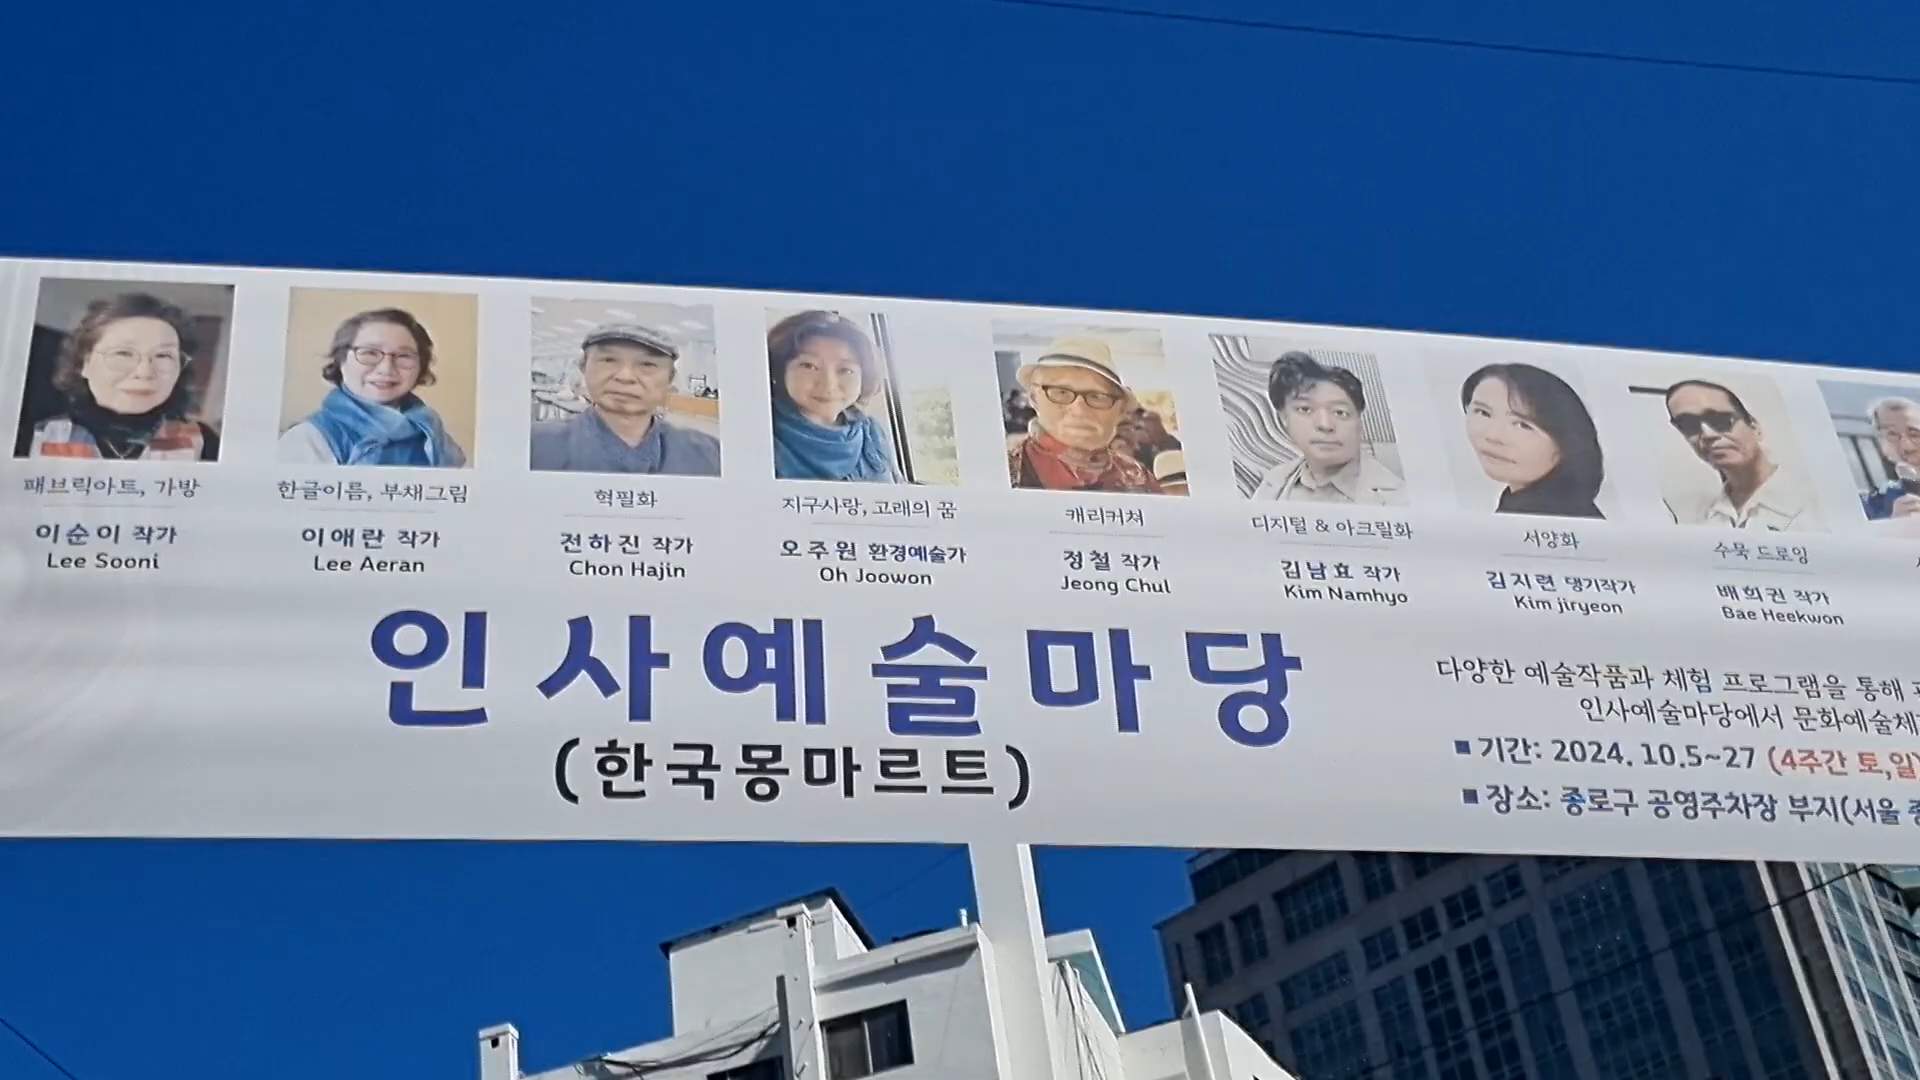 패브릭아트, 가방
이순이 작가
Lee Sooni
한글이름, 부채그림
이애란 작가
Lee Aeran
혁필화
전하진 작가
Chon Hajin
지구사랑, 고래의 꿈
오주원 환경예술가
Oh Joowon
캐리커쳐
정철 작가
Jeong Chul
디지털 & 아크릴화
김남효 작가
Kim Namhyo
서양화
김지련 댕기작가
Kim jiryeon
수묵 드로잉
배희권 작가
Bae Heekwon
인사예술마당
(한국몽마르트)
다양한 예술작품과 체험 프로그램을 통해
인사예술마당에서 문화예술체
■ 기간: 2024. 10.5~27 (4주간 토,일)
■ 장소: 종로구 공영주차장 부지(서울